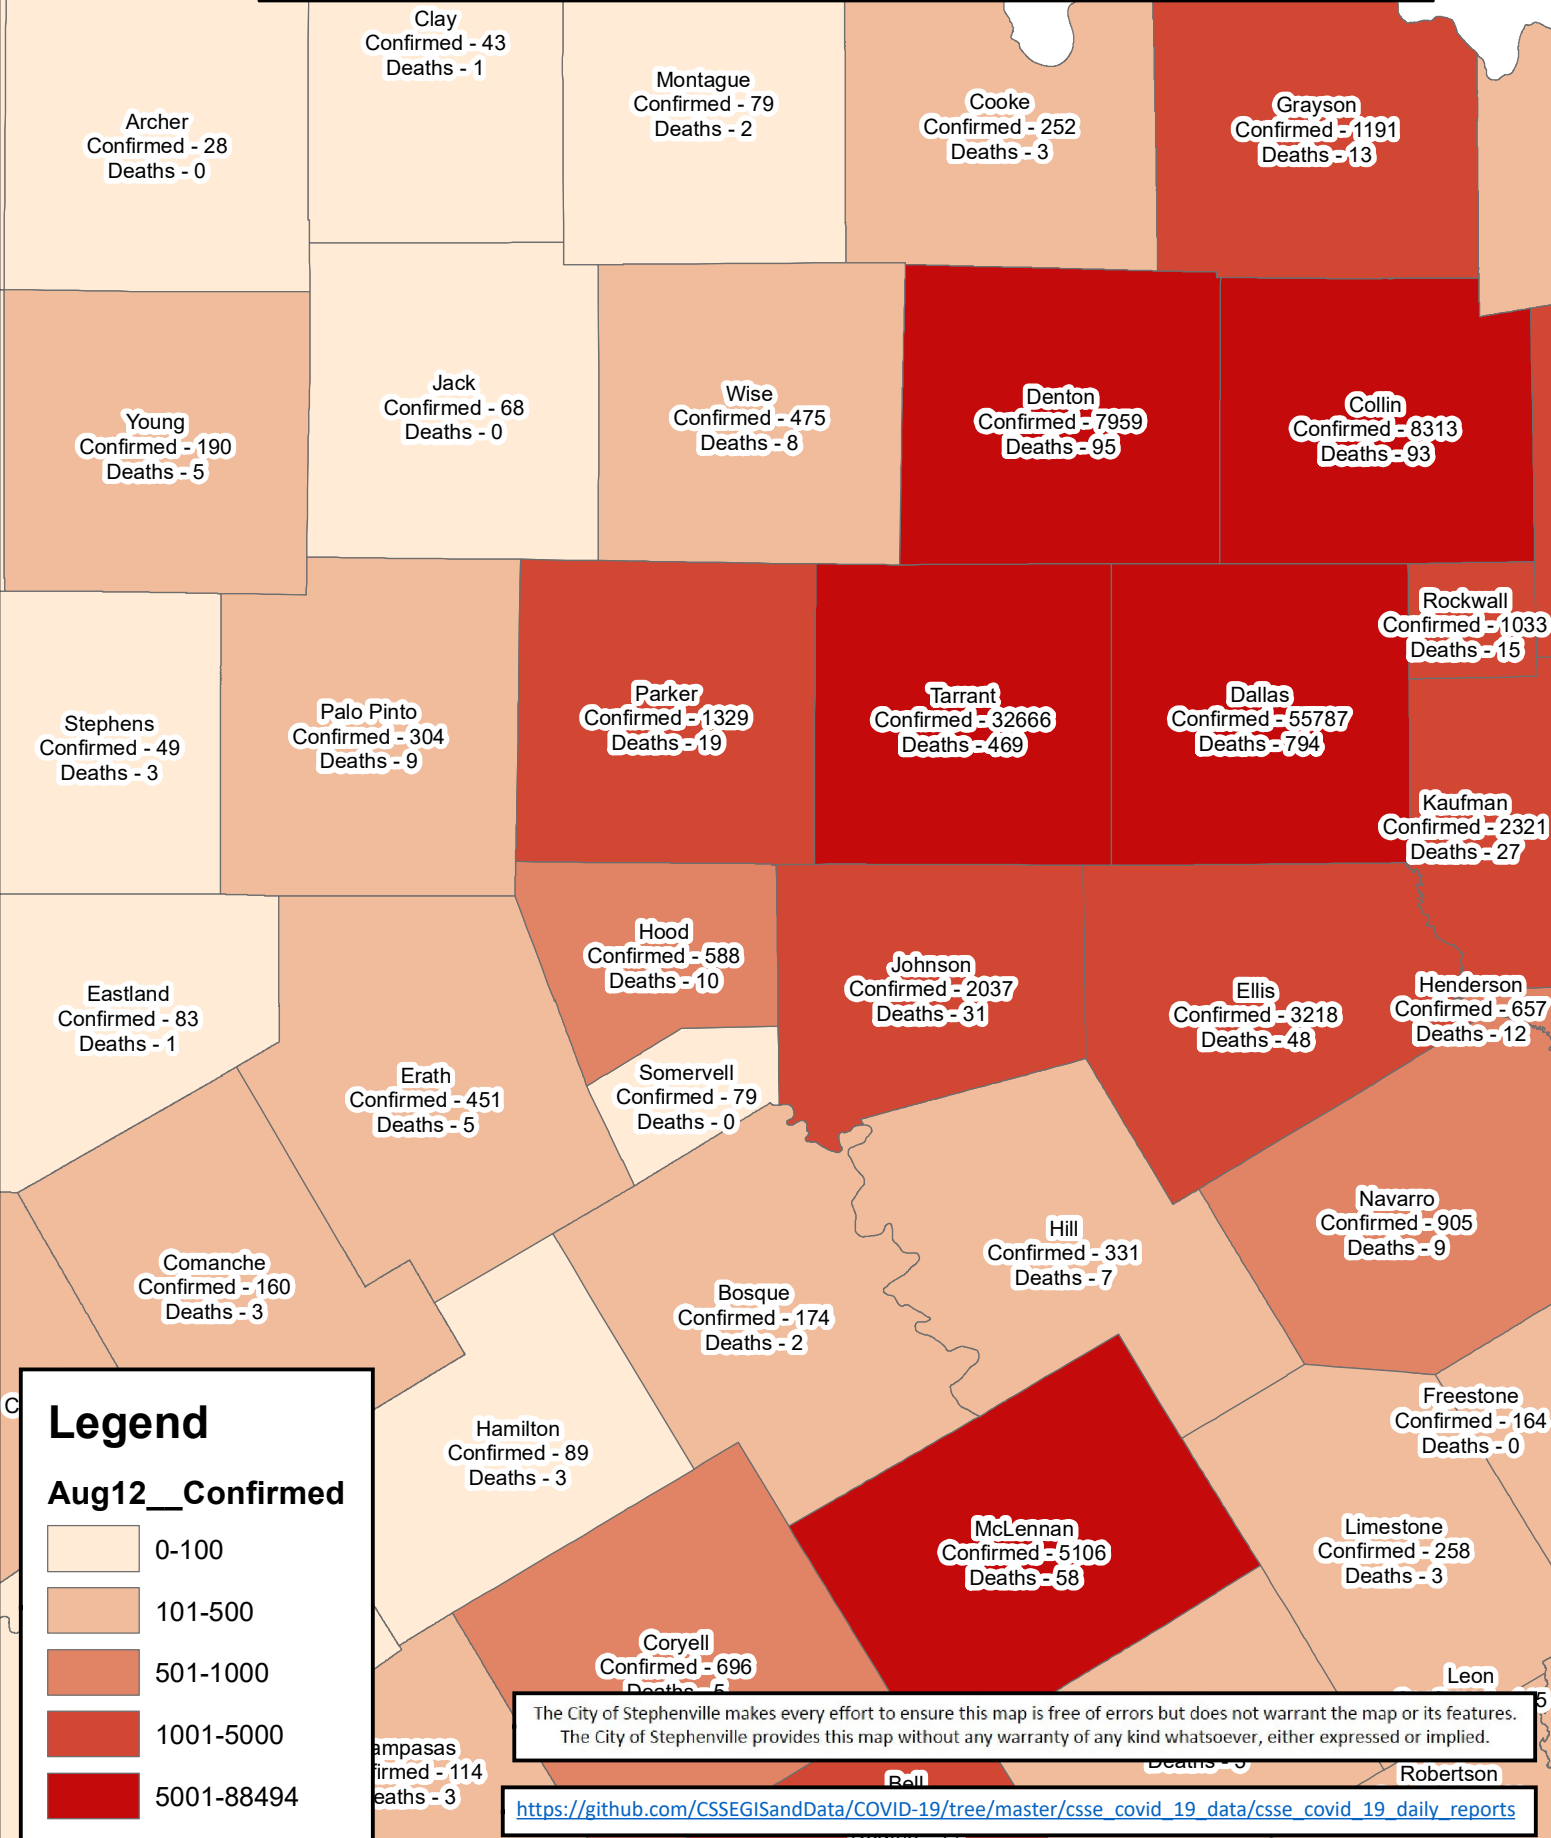 Clay
Confirmed - 43
Deaths - 1
Montague
Confirmed - 79
Deaths - 2
Cooke
Confirmed - 252
Deaths - 3
Grayson
Confirmed - 1191
Deaths - 13
Archer
Confirmed - 28
Deaths - 0
Young
Confirmed - 190
Deaths - 5
Jack
Confirmed - 68
Deaths - 0
Wise
Confirmed - 475
Deaths - 8
Denton
Confirmed - 7959
Deaths - 95
Collin
Confirmed - 8313
Deaths - 93
Rockwall
Confirmed - 1033
Deaths - 15
Stephens
Confirmed - 49
Deaths - 3
Palo Pinto
Confirmed - 304
Deaths - 9
Parker
Confirmed - 1329
Deaths - 19
Tarrant
Confirmed - 32666
Deaths - 469
Dallas
Confirmed - 55787
Deaths - 794
Kaufman
Confirmed - 2321
Deaths - 27
Eastland
Confirmed - 83
Deaths - 1
Erath
Confirmed - 451
Deaths - 5
Hood
Confirmed - 588
Deaths - 10
Somervell
Confirmed - 79
Deaths - 0
Johnson
Confirmed - 2037
Deaths - 31
Ellis
Confirmed - 3218
Deaths - 48
Henderson
Confirmed - 657
Deaths - 12
Comanche
Confirmed - 160
Deaths - 3
Bosque
Confirmed - 174
Deaths - 2
Hill
Confirmed - 331
Deaths - 7
Navarro
Confirmed - 905
Deaths - 9
C
Hamilton
Confirmed - 89
Deaths - 3
Freestone
Confirmed - 164
Deaths - 0
McLennan
Confirmed - 5106
Deaths - 58
Limestone
Confirmed - 258
Deaths - 3
Coryell
Confirmed - 696
Deaths - 5
Leon
5
ampasas
firmed - 114
eaths - 3
Deaths - 3
Bell
Robertson
Legend
Aug12__Confirmed
0-100
101-500
501-1000
1001-5000
5001-88494
The City of Stephenville makes every effort to ensure this map is free of errors but does not warrant the map or its features.
The City of Stephenville provides this map without any warranty of any kind whatsoever, either expressed or implied.
https://github.com/CSSEGISandData/COVID-19/tree/master/csse_covid_19_data/csse_covid_19_daily_reports